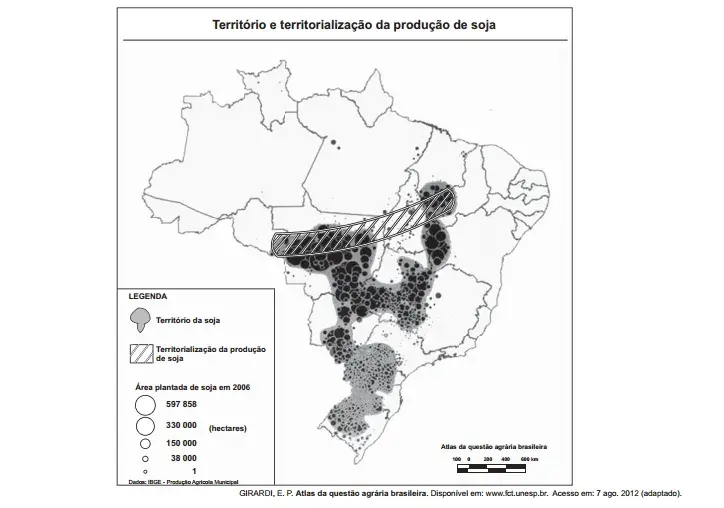 Território e territorialização da produção de soja
LEGENDA
Território da soja
Territorialização da produção
de soja
Área plantada de soja em 2006
597 858
330 000
(hectares)
150 000
38 000
1
Dados: IBGE - Produção Agrícola Municipal
Atlas da questão agrária brasileira
100 0 200 400 600 km
GIRARDI, E. P. Atlas da questão agrária brasileira. Disponível em: www.fct.unesp.br. Acesso em: 7 ago. 2012 (adaptado).